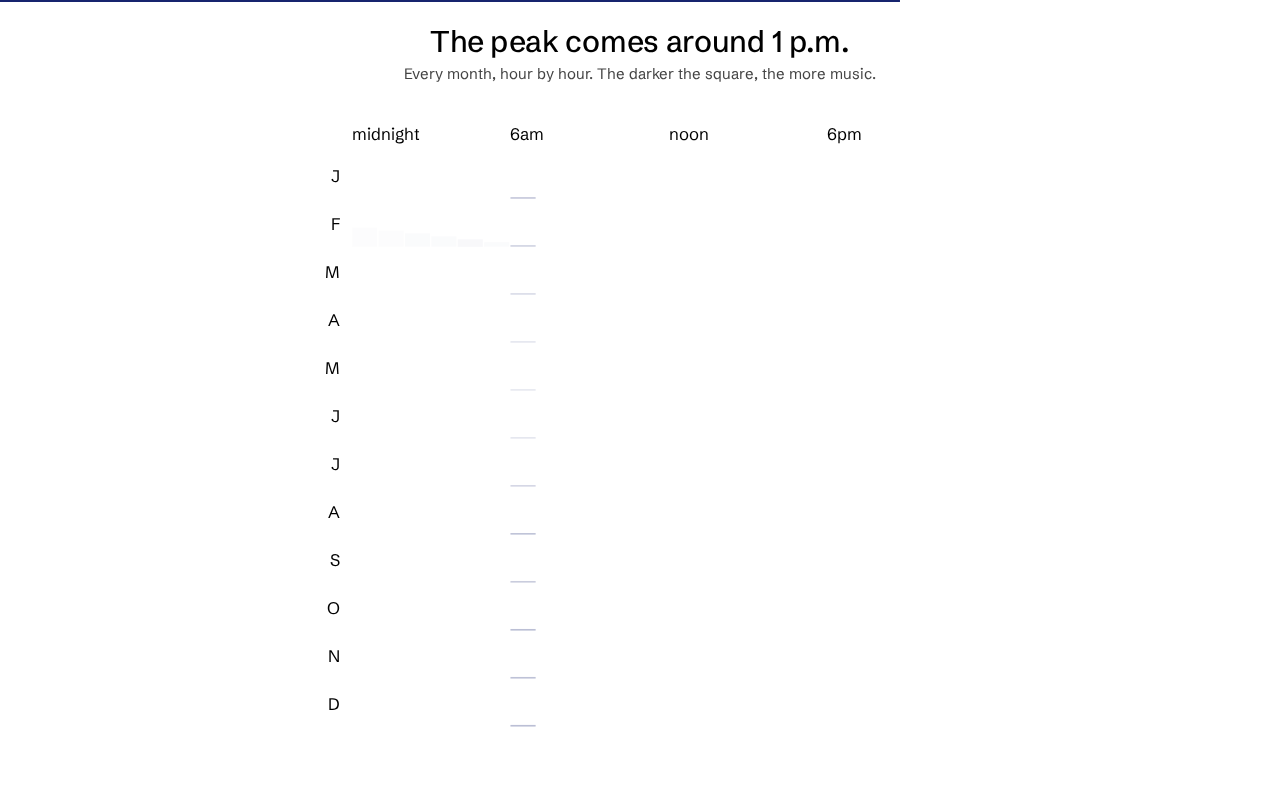 The peak comes around 1 p.m.
Every month, hour by hour. The darker the square, the more music.
midnight 6am noon 6pm
J
F
M
A
M
J
J
A
S
O
N
D